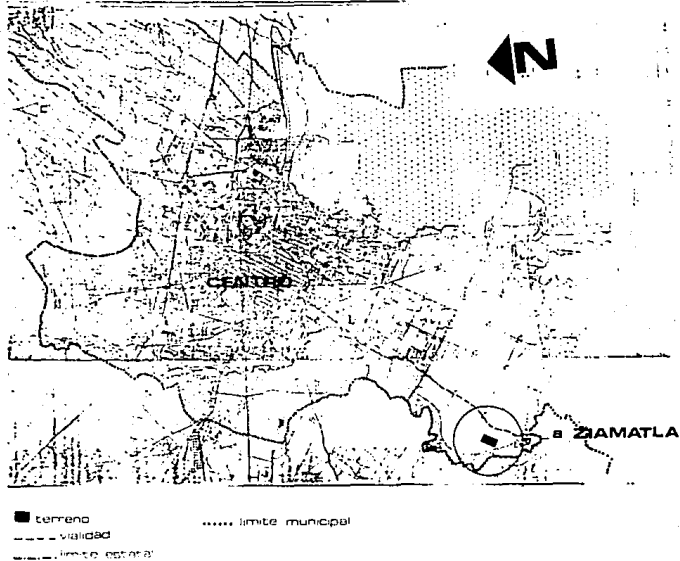 N
CENTRO
a ZIAMATLA
terreno
...... limite municipal
vialidad
limite estatal